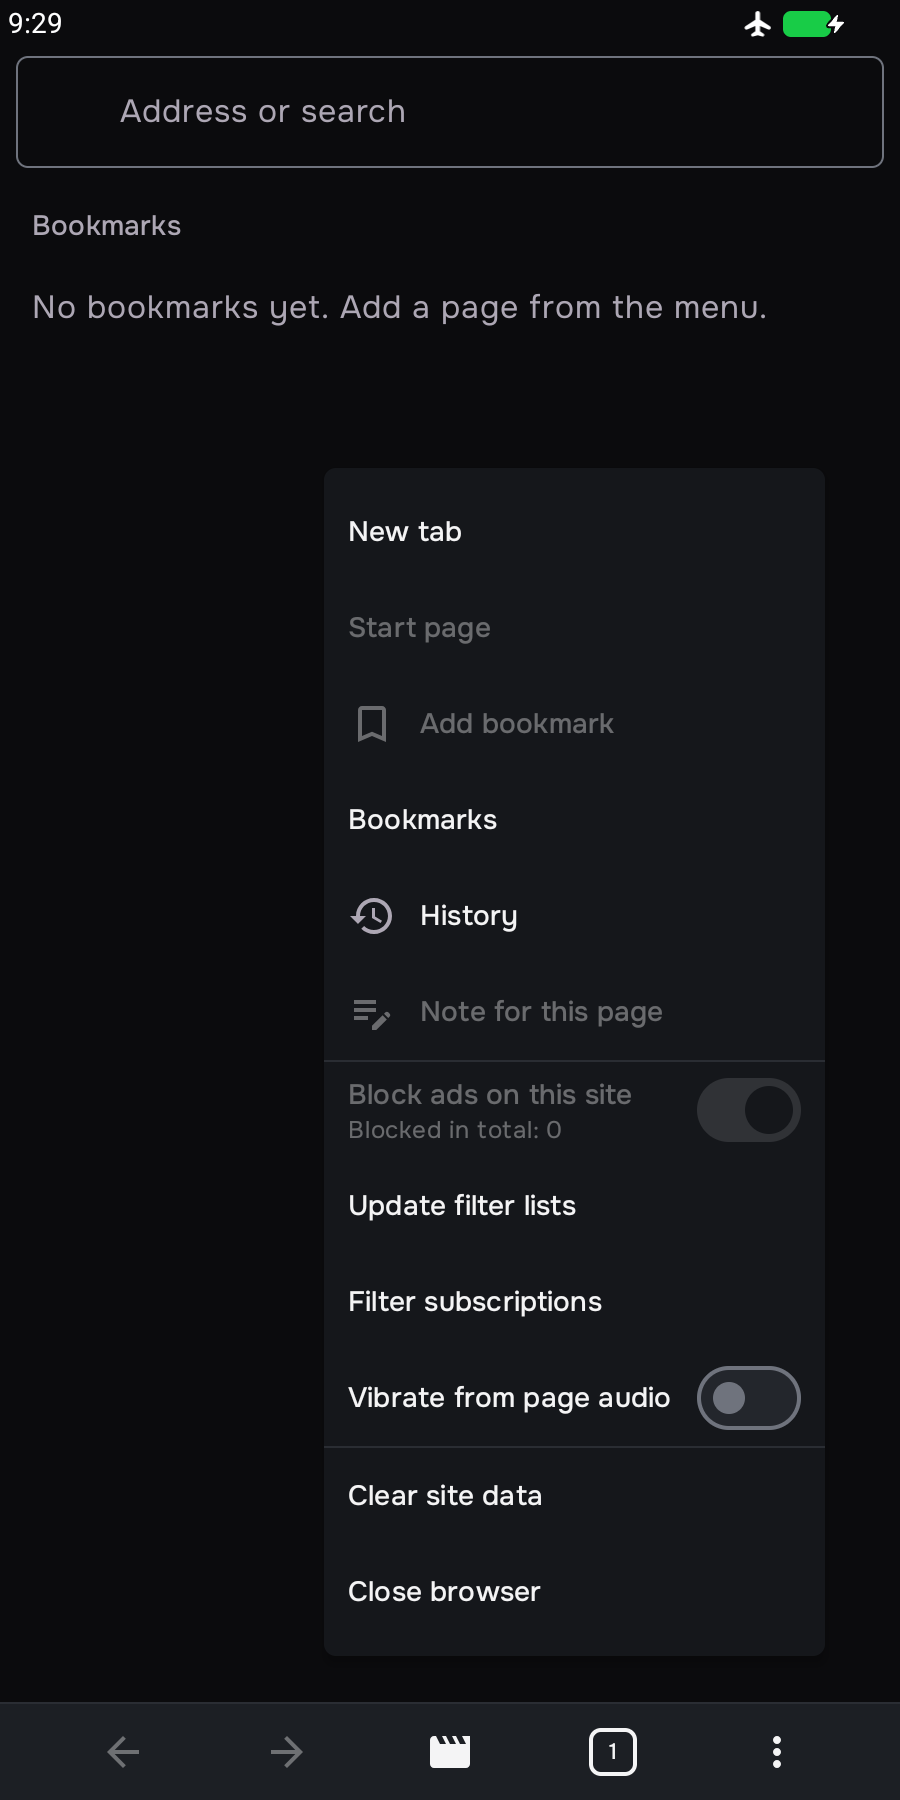 9:29
Address or search
Bookmarks
No bookmarks yet. Add a page from the menu.
New tab
Start page
Add bookmark
Bookmarks
History
Note for this page
Block ads on this site
Blocked in total: 0
Update filter lists
Filter subscriptions
Vibrate from page audio
Clear site data
Close browser
1